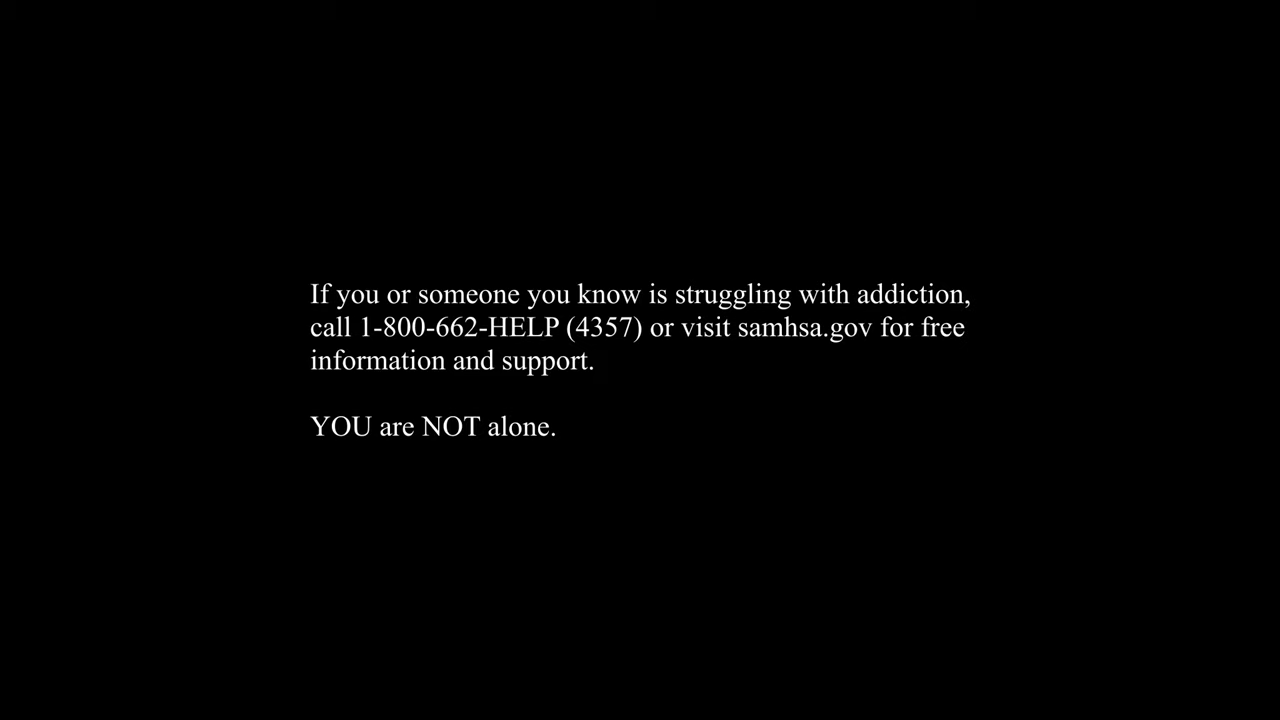 If you or someone you know is struggling with addiction,
call 1-800-662-HELP (4357) or visit samhsa.gov for free
information and support.
YOU are NOT alone.